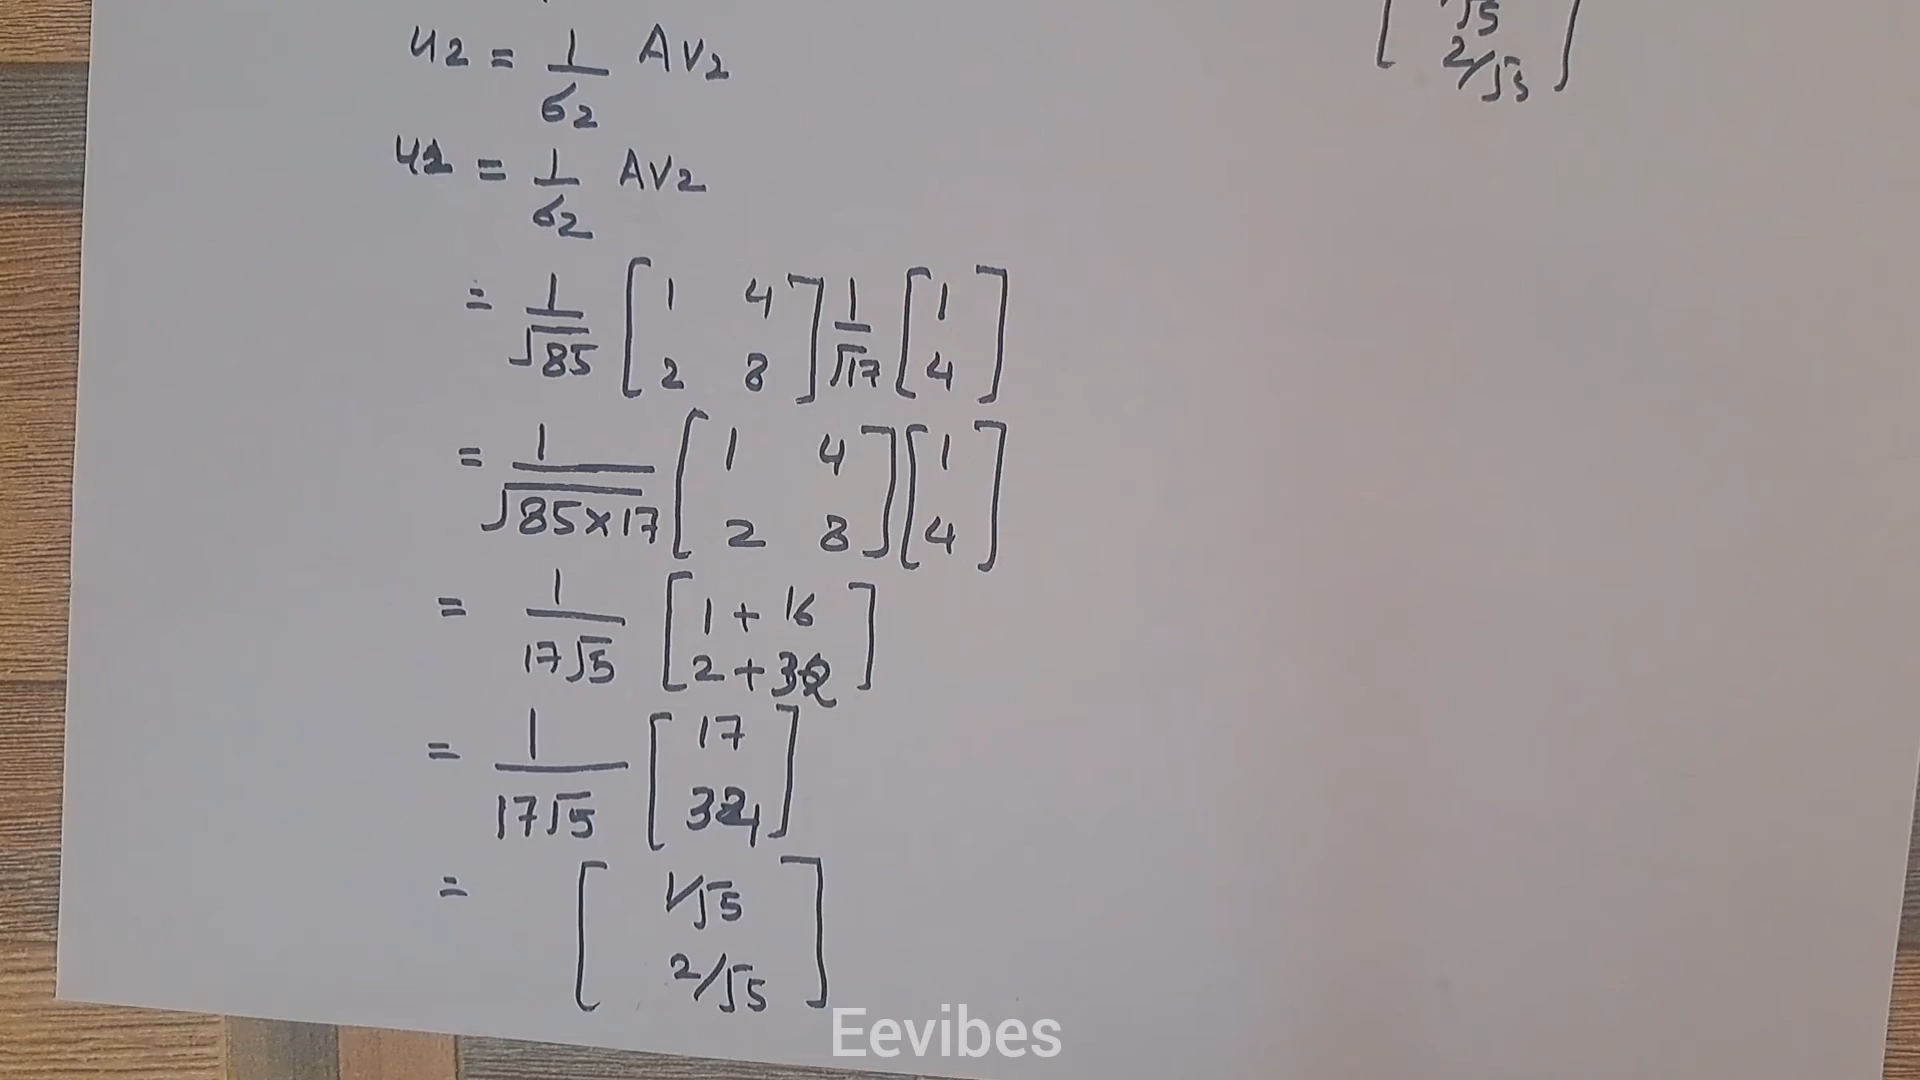 u2 = 1/σ2 Av2
√5
2/√5
u2 = 1/σ2 Av2
= 1/√85 [1 4; 2 8] 1/√17 [1; 4]
= 1/√85×17 [1 4; 2 8] [1; 4]
= 1/17√5 [1 + 16; 2 + 32]
= 1/17√5 [17; 34]
= [1/√5; 2/√5]
Eevibes